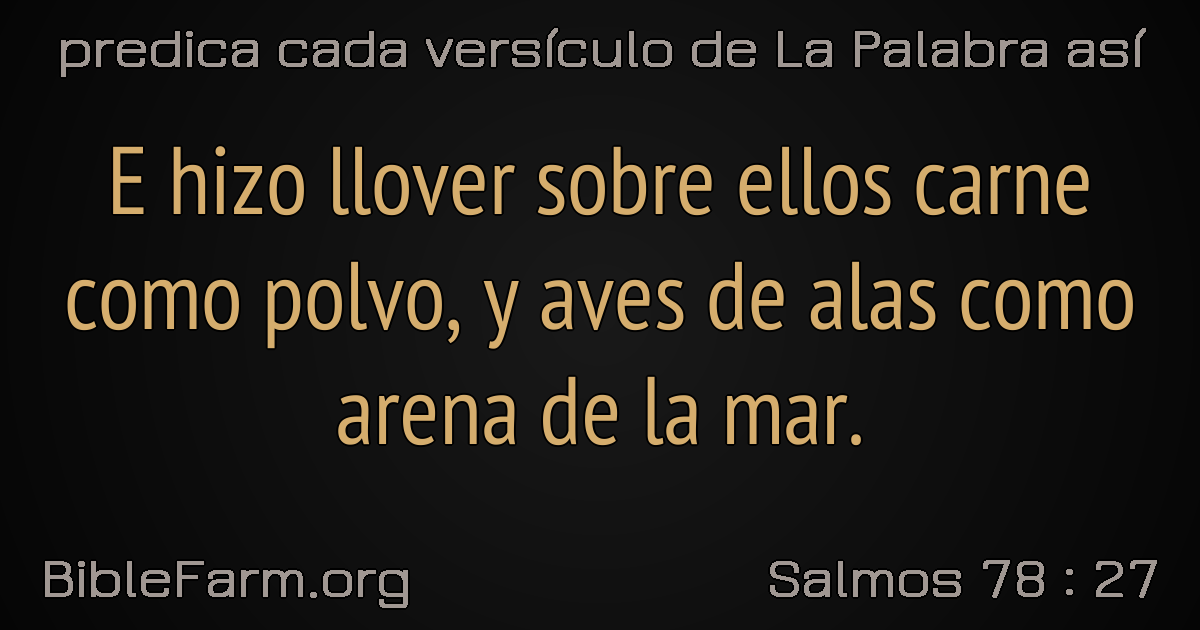 predica cada versículo de La Palabra así
E hizo llover sobre ellos carne
como polvo, y aves de alas como
arena de la mar.
BibleFarm.org
Salmos 78 : 27